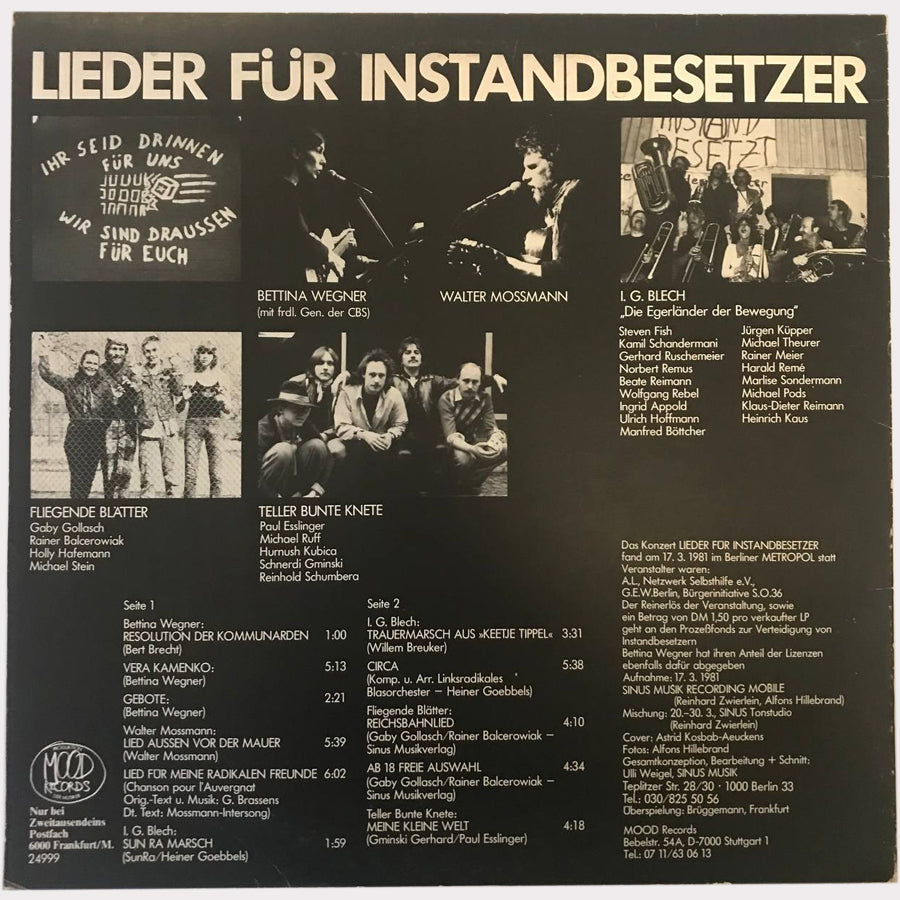 LIEDER FÜR INSTANDBESETZER
IHR SEID DRINNEN
FÜR UNS
WIR SIND DRAUSSEN
FÜR EUCH
BETTINA WEGNER
(mit frdl. Gen. der CBS)
WALTER MOSSMANN
INSTAND
BESETZT
I. G. BLECH
„Die Egerländer der Bewegung"
Steven Fish
Kamil Schandermani
Gerhard Ruschemeier
Norbert Remus
Beate Reimann
Wolfgang Rebel
Ingrid Appold
Ulrich Hoffmann
Manfred Böttcher
Jürgen Küpper
Michael Theurer
Rainer Meier
Harald Remé
Marlise Sondermann
Michael Pods
Klaus-Dieter Reimann
Heinrich Kaus
FLIEGENDE BLÄTTER
Gaby Gollasch
Rainer Balcerowiak
Holly Hafemann
Michael Stein
TELLER BUNTE KNETE
Paul Esslinger
Michael Ruff
Humush Kubica
Schnerdi Gminski
Reinhold Schumbera
Seite 1
Bettina Wegner:
RESOLUTION DER KOMMUNARDEN 1:00
(Bert Brecht)
VERA KAMENKO: 5:13
(Bettina Wegner)
GEBOTE: 2:21
(Bettina Wegner)
Walter Mossmann:
LIED AUSSEN VOR DER MAUER 5:39
(Walter Mossmann)
LIED FÜR MEINE RADIKALEN FREUNDE 6:02
(Chanson pour l'Auvergnat
Orig.-Text u. Musik: G. Brassens
Dt. Text: Mossmann-Intersong)
I. G. Blech:
SUN RA MARSCH 1:59
(SunRa/Heiner Goebbels)
Seite 2
I. G. Blech:
TRAUERMARSCH AUS »KEETJE TIPPEL« 3:31
(Willem Breuker)
CIRCA 5:38
(Komp. u. Arr. Linksradikales
Blasorchester – Heiner Goebbels)
Fliegende Blätter:
REICHSBAHNLIED 4:10
(Gaby Gollasch/Rainer Balcerowiak –
Sinus Musikverlag)
AB 18 FREIE AUSWAHL 4:34
(Gaby Gollasch/Rainer Balcerowiak –
Sinus Musikverlag)
Teller Bunte Knete:
MEINE KLEINE WELT 4:18
(Gminski Gerhard/Paul Esslinger)
Das Konzert LIEDER FÜR INSTANDBESETZER
fand am 17. 3. 1981 im Berliner METROPOL statt
Veranstalter waren:
A.L., Netzwerk Selbsthilfe e.V.,
G.E.W.Berlin, Bürgerinitiative S.O.36
Der Reinerlös der Veranstaltung, sowie
ein Betrag von DM 1,50 pro verkaufter LP
geht an den Prozeßfonds zur Verteidigung von
Instandbesetzern
Bettina Wegner hat ihren Anteil der Lizenzen
ebenfalls dafür abgegeben
Aufnahme: 17. 3. 1981
SINUS MUSIK RECORDING MOBILE
(Reinhard Zwierlein, Alfons Hillebrand)
Mischung: 20.–30. 3., SINUS Tonstudio
(Reinhard Zwierlein)
Cover: Astrid Kosbab-Aeuckens
Fotos: Alfons Hillebrand
Gesamtkonzeption, Bearbeitung + Schnitt;
Ulli Weigel, SINUS MUSIK
Teplitzer Str. 28/30 · 1000 Berlin 33
Tel.: 030/825 50 56
Überspielung: Brüggemann, Frankfurt
MOOD Records
Bebelstr. 54A, D-7000 Stuttgart 1
Tel.: 07 11/63 06 13
MOOD
RECORDS
Nur bei
Zweitausendeins
Postfach
6000 Frankfurt/M.
24999